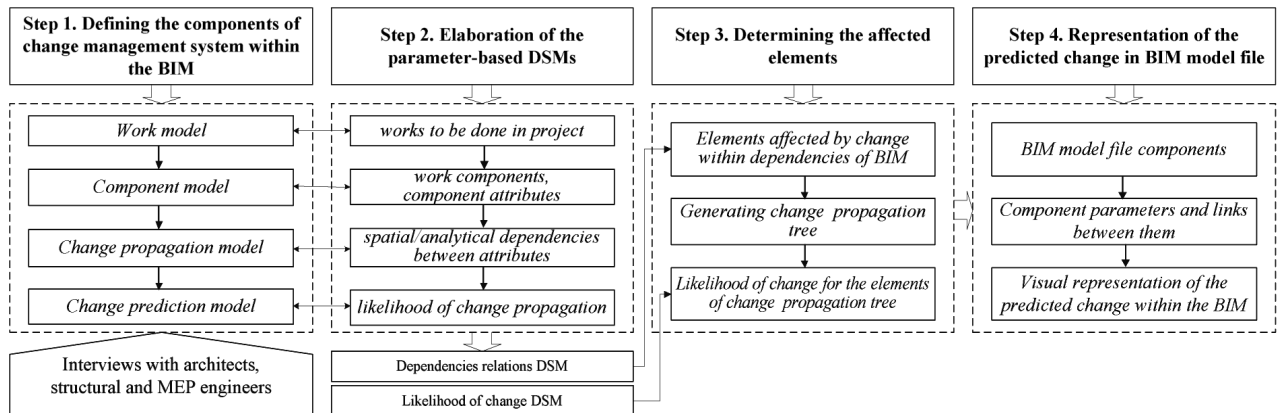 Step 1. Defining the components of
change management system within
the BIM
Work model
Component model
Change propagation model
Change prediction model
Interviews with architects,
structural and MEP engineers
Step 2. Elaboration of the
parameter-based DSMs
works to be done in project
work components,
component attributes
spatial/analytical dependencies
between attributes
likelihood of change propagation
Dependencies relations DSM
Likelihood of change DSM
Step 3. Determining the affected
elements
Elements affected by change
within dependencies of BIM
Generating change propagation
tree
Likelihood of change for the elements
of change propagation tree
Step 4. Representation of the
predicted change in BIM model file
BIM model file components
Component parameters and links
between them
Visual representation of the
predicted change within the BIM